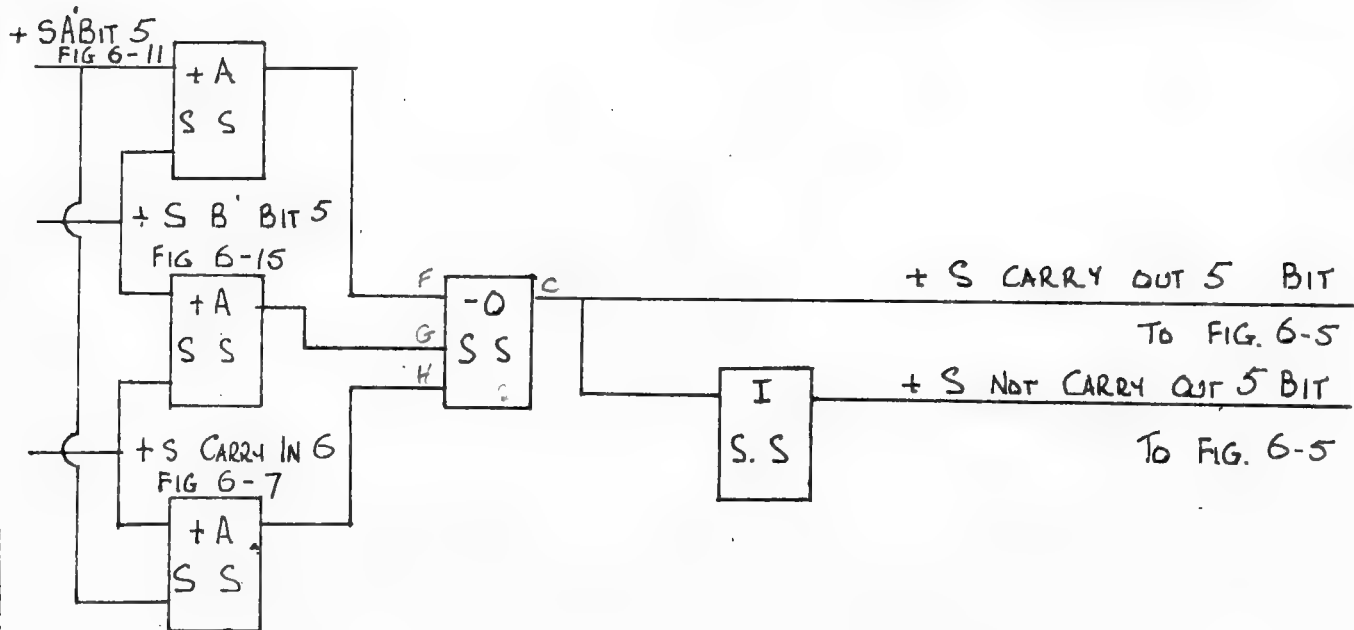 + SA' BIT 5
FIG 6-11
+ A
S S
+ S B' BIT 5
FIG 6-15
+ A
S S
+ S CARRY IN 6
FIG 6-7
+ A
S S
F
G
H
-O
S S
C
+ S CARRY OUT 5 BIT
TO FIG. 6-5
I
S. S
+ S NOT CARRY OUT 5 BIT
TO FIG. 6-5